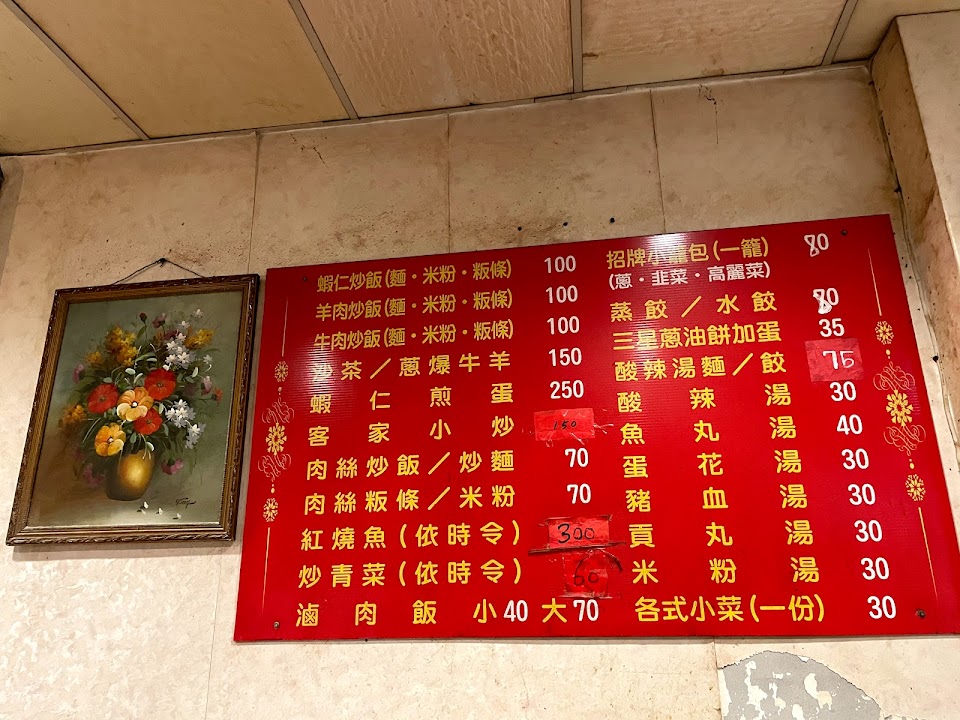 蝦仁炒飯(麵・米粉・粄條) 100
羊肉炒飯(麵・米粉・粄條) 100
牛肉炒飯(麵・米粉・粄條) 100
沙茶／蔥爆牛羊 150
蝦仁煎蛋 250
客家小炒 150
肉絲炒飯／炒麵 70
肉絲粄條／米粉 70
紅燒魚(依時令) 300
炒青菜(依時令) 60
滷肉飯 小40 大70
招牌小籠包(一籠) 80
(蔥・韭菜・高麗菜)
蒸餃／水餃 80
三星蔥油餅加蛋 35
酸辣湯麵／餃 75
酸辣湯 30
魚丸湯 40
蛋花湯 30
豬血湯 30
貢丸湯 30
米粉湯 30
各式小菜(一份) 30